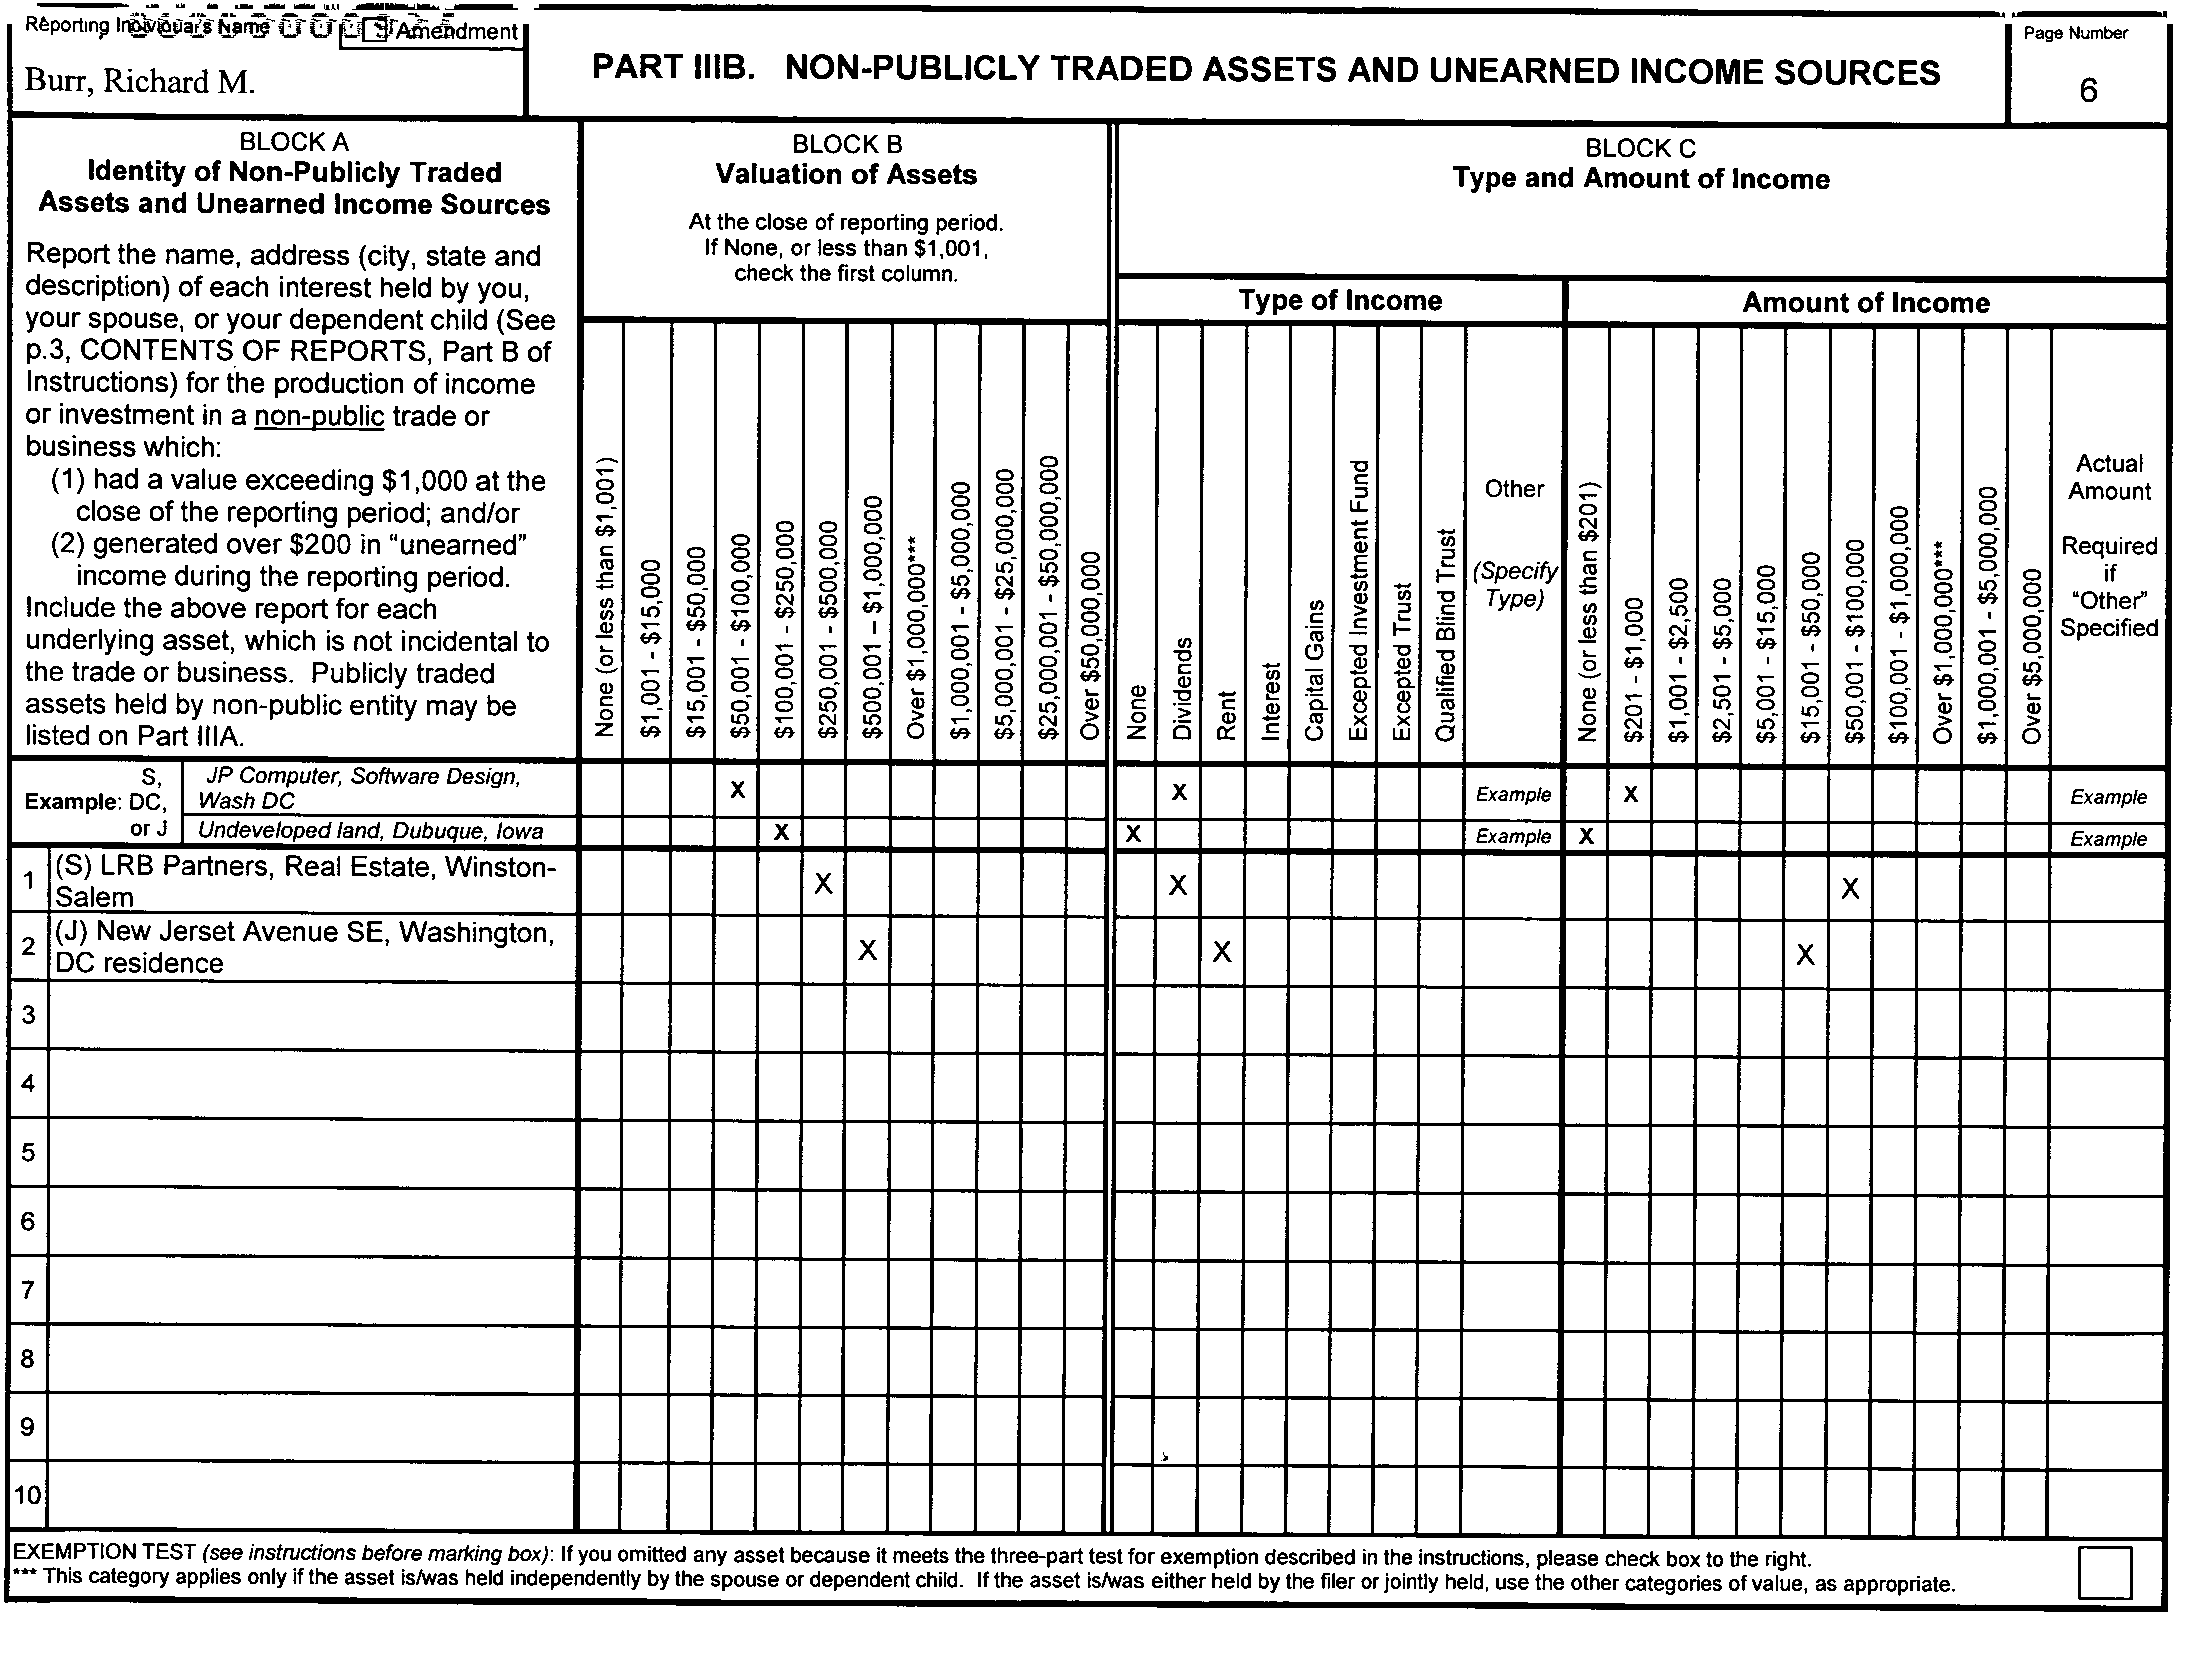 Reporting Individual's Name
Amendment
Burr, Richard M.
PART IIIB. NON-PUBLICLY TRADED ASSETS AND UNEARNED INCOME SOURCES
Page Number
6
BLOCK A
Identity of Non-Publicly Traded
Assets and Unearned Income Sources
Report the name, address (city, state and
description) of each interest held by you,
your spouse, or your dependent child (See
p.3, CONTENTS OF REPORTS, Part B of
Instructions) for the production of income
or investment in a non-public trade or
business which:
(1) had a value exceeding $1,000 at the
close of the reporting period; and/or
(2) generated over $200 in “unearned”
income during the reporting period.
Include the above report for each
underlying asset, which is not incidental to
the trade or business. Publicly traded
assets held by non-public entity may be
listed on Part IIIA.
BLOCK B
Valuation of Assets
At the close of reporting period.
If None, or less than $1,001,
check the first column.
None (or less than $1,001)
$1,001 - $15,000
$15,001 - $50,000
$50,001 - $100,000
$100,001 - $250,000
$250,001 - $500,000
$500,001 – $1,000,000
Over $1,000,000***
$1,000,001 - $5,000,000
$5,000,001 - $25,000,000
$25,000,001 - $50,000,000
Over $50,000,000
BLOCK C
Type and Amount of Income
Type of Income
None
Dividends
Rent
Interest
Capital Gains
Excepted Investment Fund
Excepted Trust
Qualified Blind Trust
Other
(Specify
Type)
Amount of Income
None (or less than $201)
$201 - $1,000
$1,001 - $2,500
$2,501 - $5,000
$5,001 - $15,000
$15,001 - $50,000
$50,001 - $100,000
$100,001 - $1,000,000
Over $1,000,000***
$1,000,001 - $5,000,000
Over $5,000,000
Actual
Amount
Required
if
“Other”
Specified
Example: S,
DC,
or J
JP Computer, Software Design,
Wash DC
X X Example X Example
Undeveloped land, Dubuque, Iowa X X Example X Example
1 (S) LRB Partners, Real Estate, Winston-
Salem X X X
2 (J) New Jerset Avenue SE, Washington,
DC residence X X X
3
4
5
6
7
8
9
10
EXEMPTION TEST (see instructions before marking box): If you omitted any asset because it meets the three-part test for exemption described in the instructions, please check box to the right.
*** This category applies only if the asset is/was held independently by the spouse or dependent child. If the asset is/was either held by the filer or jointly held, use the other categories of value, as appropriate.